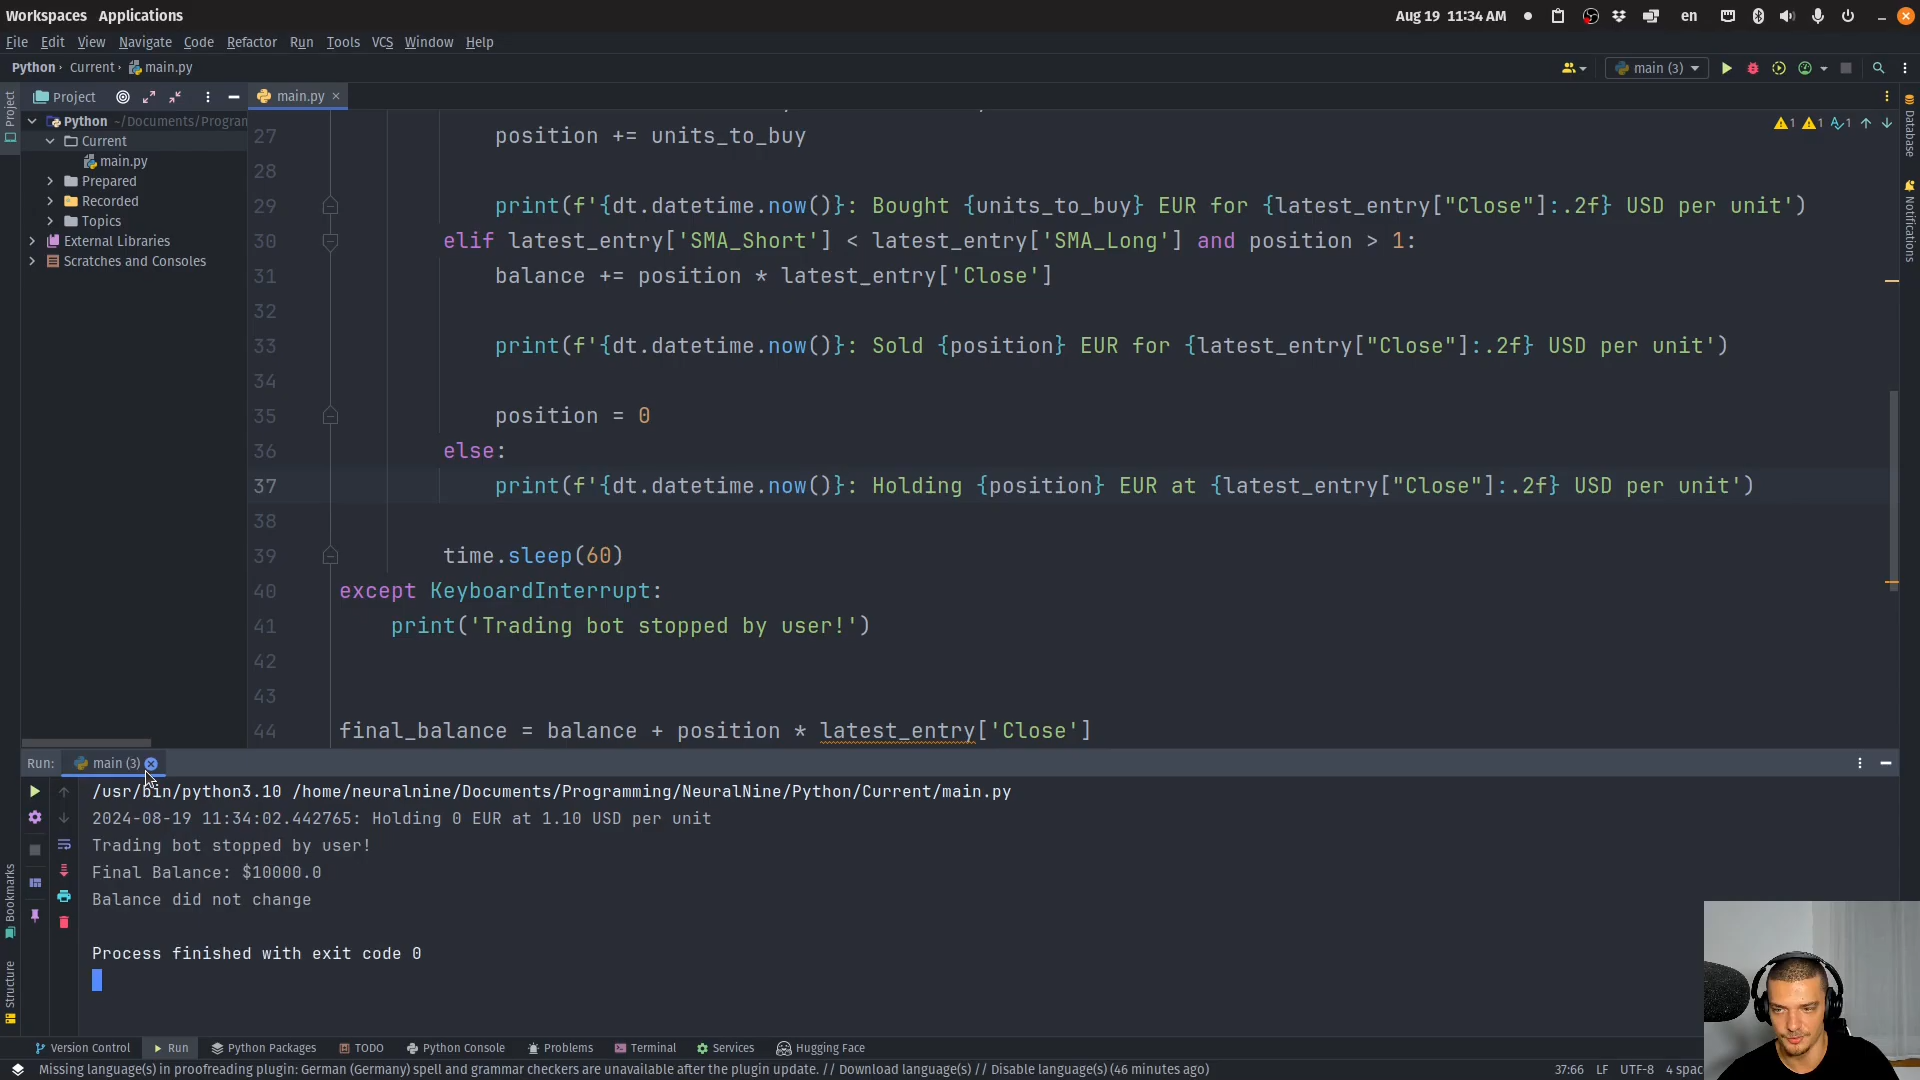 Workspaces Applications
Aug 19 11:34 AM
en
File Edit View Navigate Code Refactor Run Tools VCS Window Help
Python Current main.py
main (3)
Project
main.py
Project
Python ~/Documents/Progran
Current
main.py
Prepared
Recorded
Topics
External Libraries
Scratches and Consoles
1 1 1
Database
Notifications
27 position += units_to_buy
28
29 print(f'{dt.datetime.now()}: Bought {units_to_buy} EUR for {latest_entry["Close"]:.2f} USD per unit')
30 elif latest_entry['SMA_Short'] < latest_entry['SMA_Long'] and position > 1:
31 balance += position * latest_entry['Close']
32
33 print(f'{dt.datetime.now()}: Sold {position} EUR for {latest_entry["Close"]:.2f} USD per unit')
34
35 position = 0
36 else:
37 print(f'{dt.datetime.now()}: Holding {position} EUR at {latest_entry["Close"]:.2f} USD per unit')
38
39 time.sleep(60)
40 except KeyboardInterrupt:
41 print('Trading bot stopped by user!')
42
43
44 final_balance = balance + position * latest_entry['Close']
Run: main (3)
/usr/bin/python3.10 /home/neuralnine/Documents/Programming/NeuralNine/Python/Current/main.py
2024-08-19 11:34:02.442765: Holding 0 EUR at 1.10 USD per unit
Trading bot stopped by user!
Final Balance: $10000.0
Balance did not change
Process finished with exit code 0
Bookmarks
Structure
Version Control Run Python Packages TODO Python Console Problems Terminal Services Hugging Face
Missing language(s) in proofreading plugin: German (Germany) spell and grammar checkers are unavailable after the plugin update. // Download language(s) // Disable language(s) (46 minutes ago)
37:66 LF UTF-8 4 spac